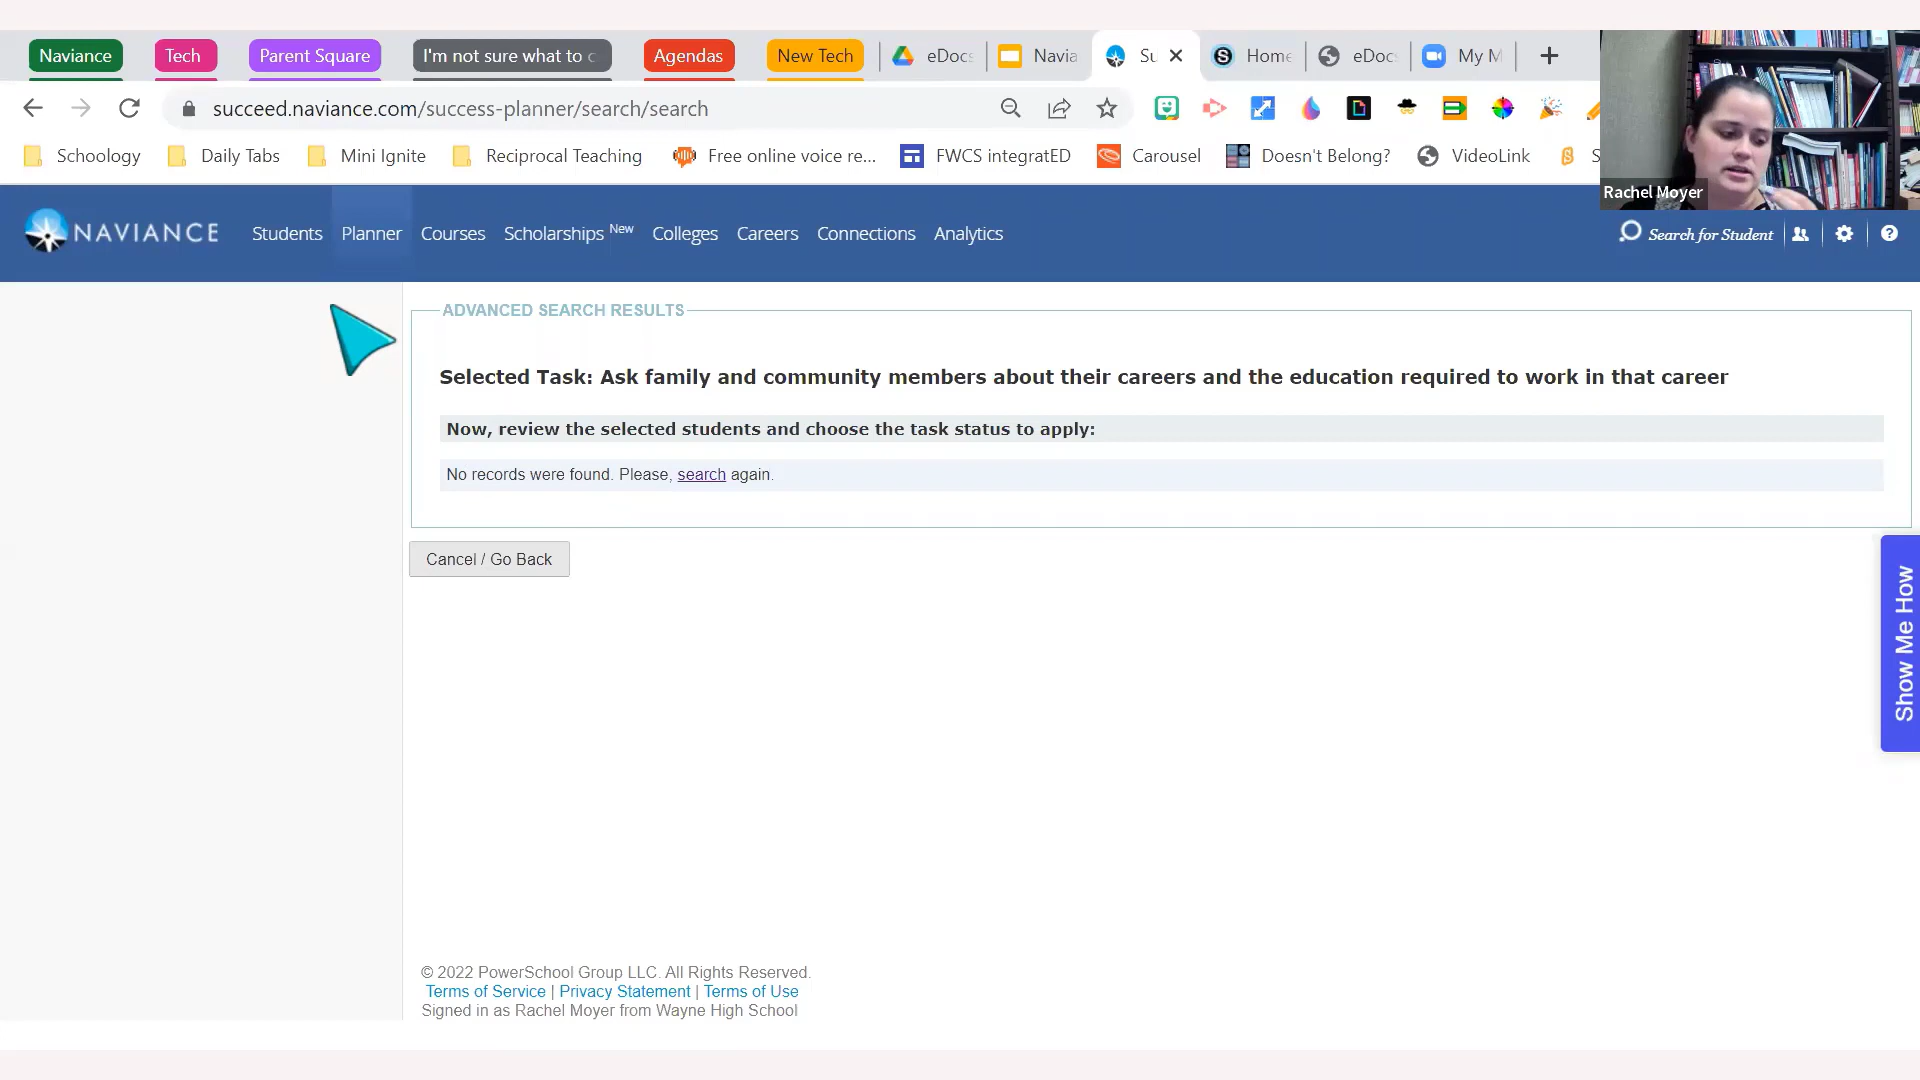 Naviance Tech Parent Square I'm not sure what to c Agendas New Tech eDocs Navia Su Home eDoc My M
succeed.naviance.com/success-planner/search/search
Schoology Daily Tabs Mini Ignite Reciprocal Teaching Free online voice re... FWCS integratED Carousel Doesn't Belong? VideoLink S
Rachel Moyer
NAVIANCE Students Planner Courses Scholarships New Colleges Careers Connections Analytics Search for Student
ADVANCED SEARCH RESULTS
Selected Task: Ask family and community members about their careers and the education required to work in that career
Now, review the selected students and choose the task status to apply:
No records were found. Please, search again.
Cancel / Go Back
Show Me How
© 2022 PowerSchool Group LLC. All Rights Reserved.
Terms of Service | Privacy Statement | Terms of Use
Signed in as Rachel Moyer from Wayne High School